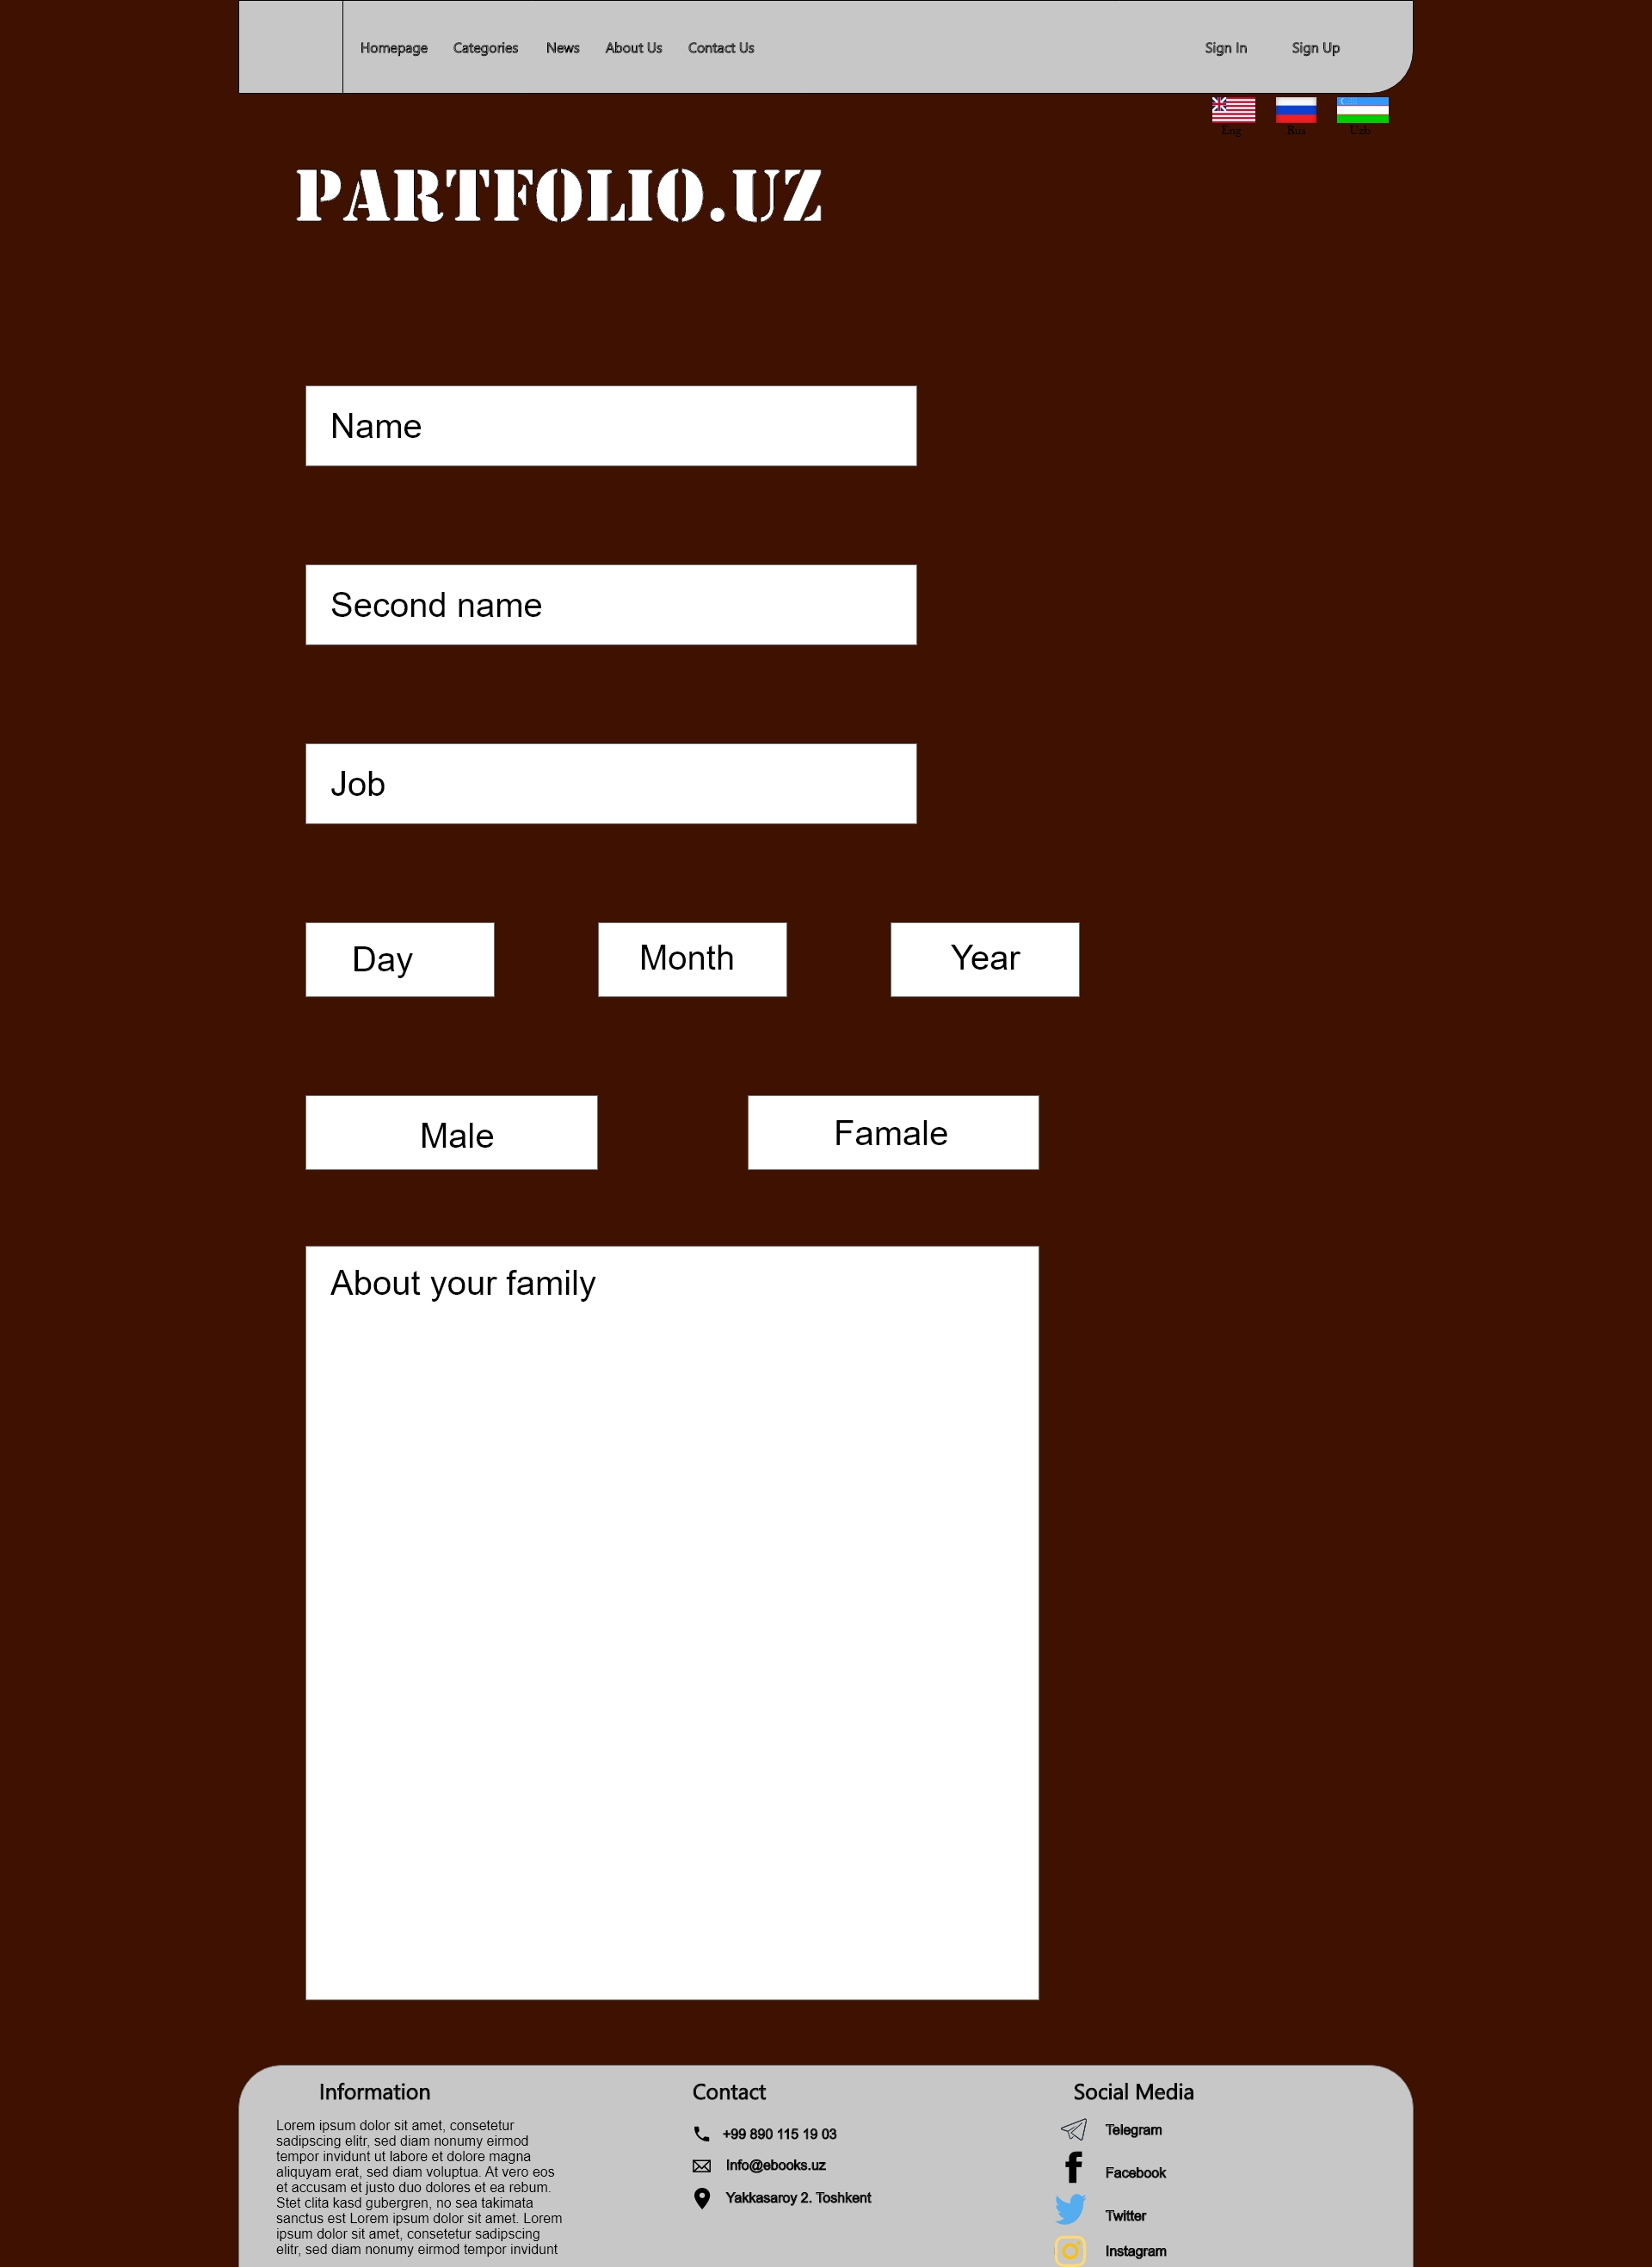 Homepage Categories News About Us Contact Us Sign In Sign Up
Eng Rus Uzb
PARTFOLIO.UZ
Name
Second name
Job
Day Month Year
Male Famale
About your family
Information
Lorem ipsum dolor sit amet, consetetur
sadipscing elitr, sed diam nonumy eirmod
tempor invidunt ut labore et dolore magna
aliquyam erat, sed diam voluptua. At vero eos
et accusam et justo duo dolores et ea rebum.
Stet clita kasd gubergren, no sea takimata
sanctus est Lorem ipsum dolor sit amet. Lorem
ipsum dolor sit amet, consetetur sadipscing
elitr, sed diam nonumy eirmod tempor invidunt
Contact
+99 890 115 19 03
Info@ebooks.uz
Yakkasaroy 2. Toshkent
Social Media
Telegram
Facebook
Twitter
Instagram